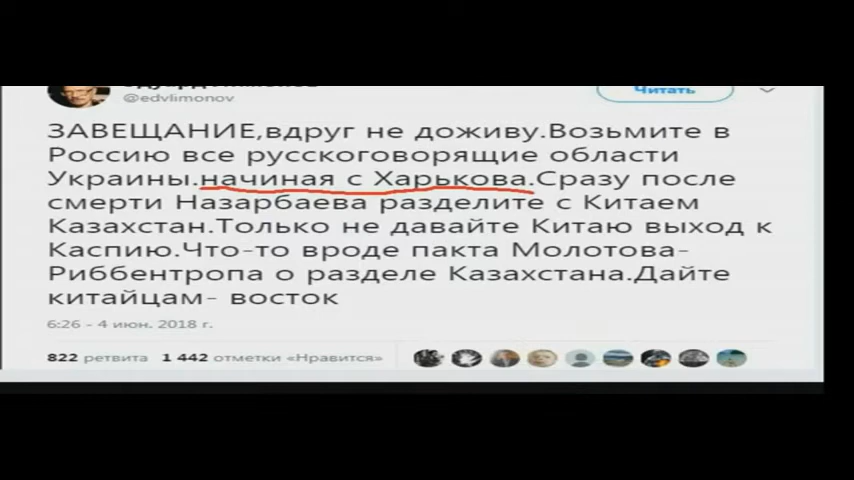 @edvlimonov
Читать
ЗАВЕЩАНИЕ,вдруг не доживу.Возьмите в
Россию все русскоговорящие области
Украины.начиная с Харькова.Сразу после
смерти Назарбаева разделите с Китаем
Казахстан.Только не давайте Китаю выход к
Каспию.Что-то вроде пакта Молотова-
Риббентропа о разделе Казахстана.Дайте
китайцам- восток
6:26 - 4 июн. 2018 г.
822 ретвита 1 442 отметки «Нравится»